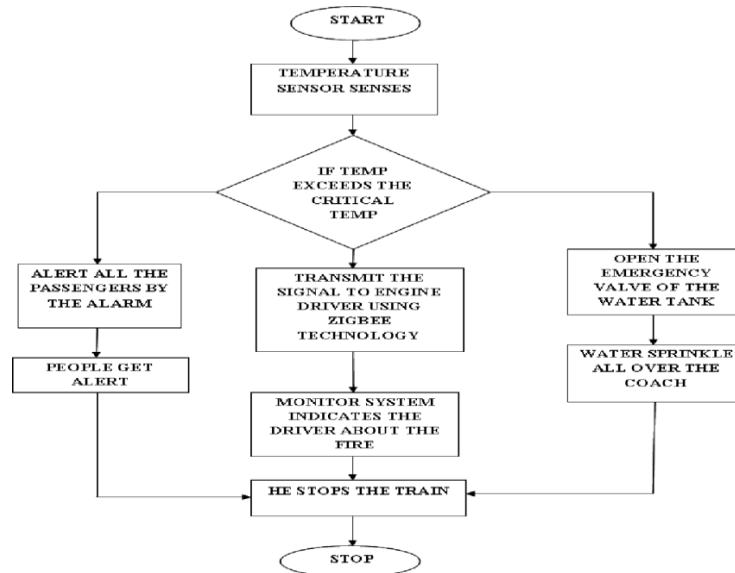 START
TEMPERATURE
SENSOR SENSES
IF TEMP
EXCEEDS THE
CRITICAL
TEMP
ALERT ALL THE
PASSENGERS BY
THE ALARM
TRANSMIT THE
SIGNAL TO ENGINE
DRIVER USING
ZIGBEE
TECHNOLOGY
OPEN THE
EMERGENCY
VALVE OF THE
WATER TANK
PEOPLE GET
ALERT
MONITOR SYSTEM
INDICATES THE
DRIVER ABOUT THE
FIRE
WATER SPRINKLE
ALL OVER THE
COACH
HE STOPS THE TRAIN
STOP